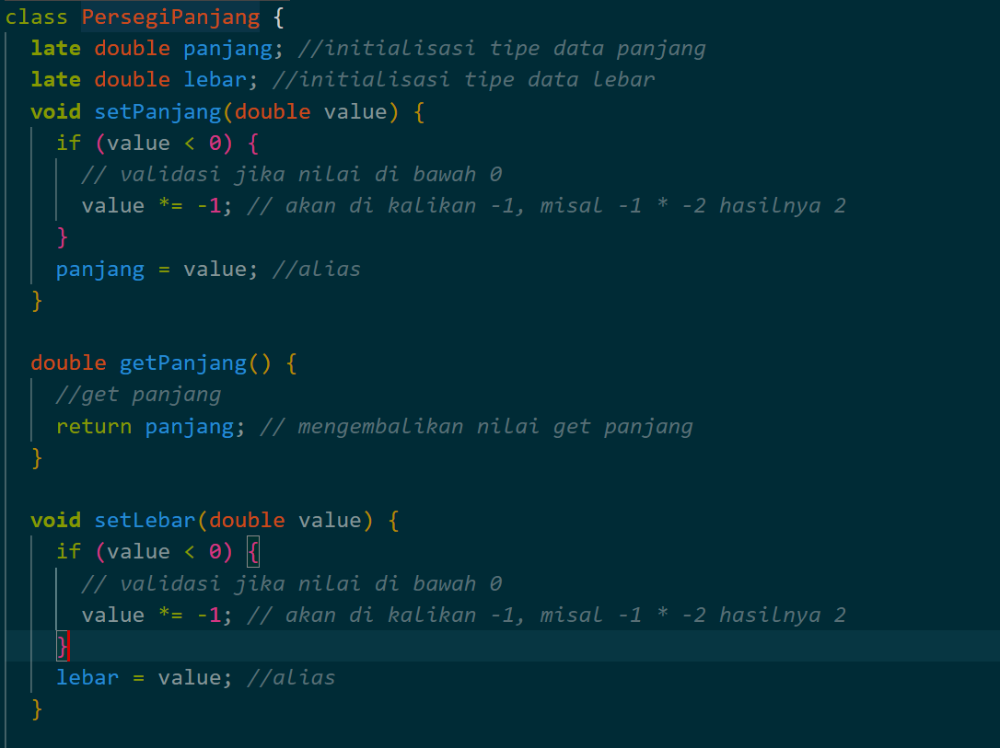 class PersegiPanjang {
late double panjang; //initialisasi tipe data panjang
late double lebar; //initialisasi tipe data lebar
void setPanjang(double value) {
if (value < 0) {
// validasi jika nilai di bawah 0
value *= -1; // akan di kalikan -1, misal -1 * -2 hasilnya 2
}
panjang = value; //alias
}
double getPanjang() {
//get panjang
return panjang; // mengembalikan nilai get panjang
}
void setLebar(double value) {
if (value < 0) {
// validasi jika nilai di bawah 0
value *= -1; // akan di kalikan -1, misal -1 * -2 hasilnya 2
}
lebar = value; //alias
}